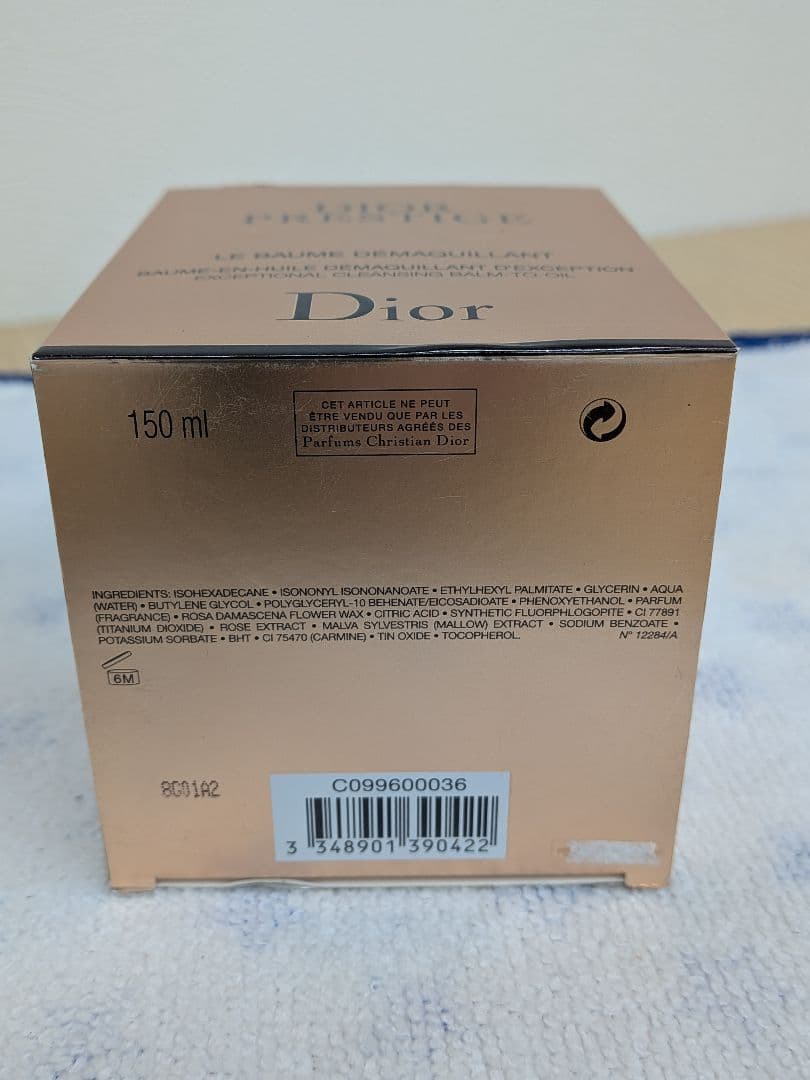 DIOR
PRESTIGE
LE BAUME DÉMAQUILLANT
BAUME-EN-HUILE DÉMAQUILLANT D'EXCEPTION
EXCEPTIONAL CLEANSING BALM-TO-OIL
Dior
150 ml
CET ARTICLE NE PEUT
ÊTRE VENDU QUE PAR LES
DISTRIBUTEURS AGRÉÉS DES
Parfums Christian Dior
INGREDIENTS: ISOHEXADECANE • ISONONYL ISONONANOATE • ETHYLHEXYL PALMITATE • GLYCERIN • AQUA
(WATER) • BUTYLENE GLYCOL • POLYGLYCERYL-10 BEHENATE/EICOSADIOATE • PHENOXYETHANOL • PARFUM
(FRAGRANCE) • ROSA DAMASCENA FLOWER WAX • CITRIC ACID • SYNTHETIC FLUORPHLOGOPITE • CI 77891
(TITANIUM DIOXIDE) • ROSE EXTRACT • MALVA SYLVESTRIS (MALLOW) EXTRACT • SODIUM BENZOATE •
POTASSIUM SORBATE • BHT • CI 75470 (CARMINE) • TIN OXIDE • TOCOPHEROL. N° 12284/A
6M
8G01A2
C099600036
3 348901 390422